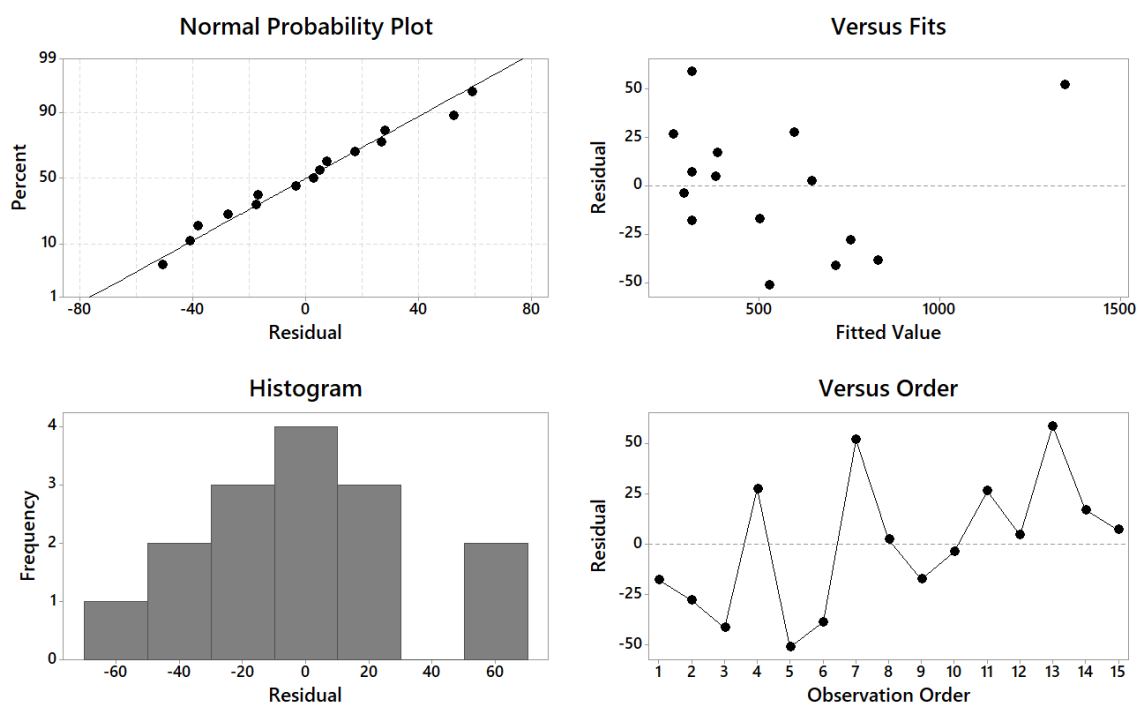 Normal Probability Plot
99
90
50
10
1
Percent
-80 -40 0 40 80
Residual
Versus Fits
50
25
0
-25
-50
Residual
500 1000 1500
Fitted Value
Histogram
4
3
2
1
0
Frequency
-60 -40 -20 0 20 40 60
Residual
Versus Order
50
25
0
-25
-50
Residual
1 2 3 4 5 6 7 8 9 10 11 12 13 14 15
Observation Order